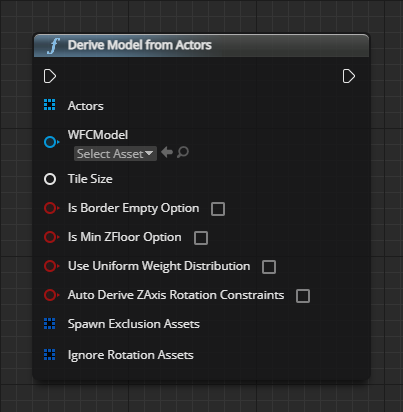 Derive Model from Actors
Actors
WFCModel
Select Asset
Tile Size
Is Border Empty Option
Is Min ZFloor Option
Use Uniform Weight Distribution
Auto Derive ZAxis Rotation Constraints
Spawn Exclusion Assets
Ignore Rotation Assets